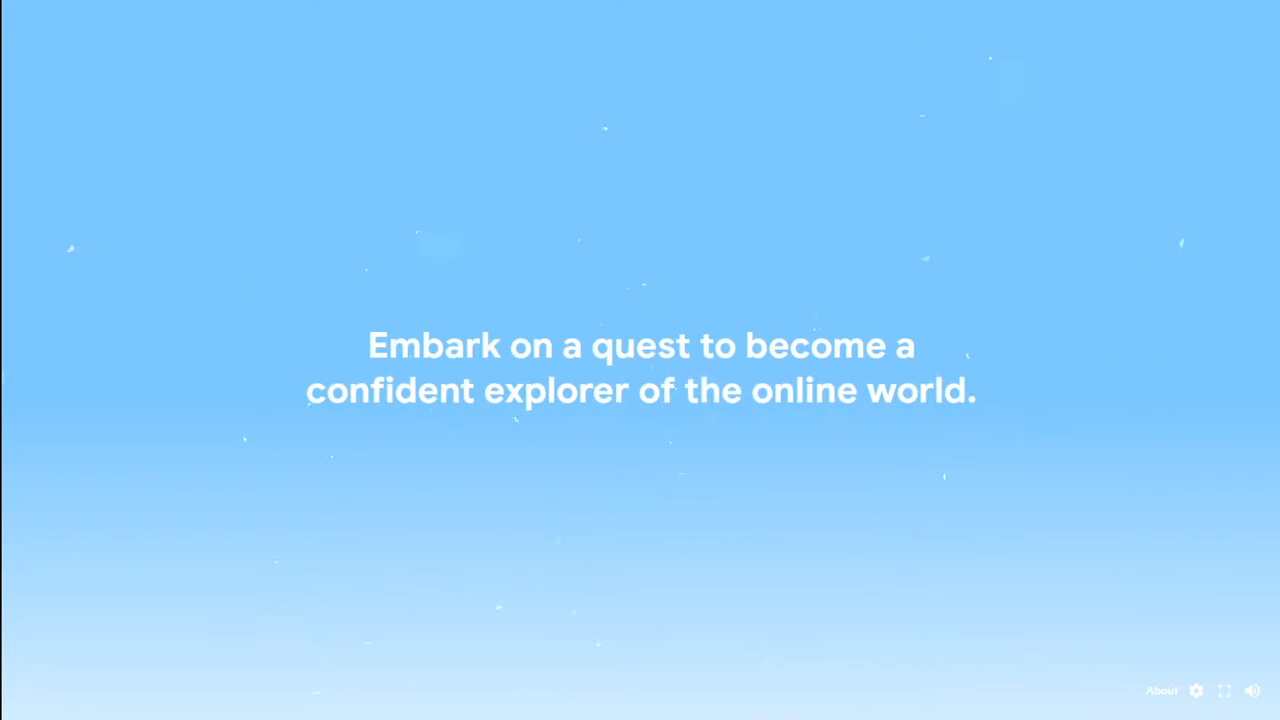 Embark on a quest to become a
confident explorer of the online world.
About